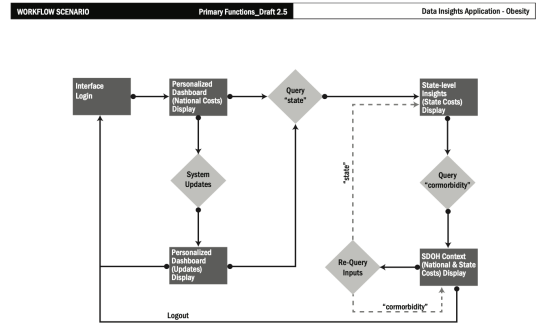 WORKFLOW SCENARIO
Primary Functions_Draft 2.5
Data Insights Application - Obesity
Interface
Login
Personalized
Dashboard
(National Costs)
Display
Query
"state"
State-level
Insights
(State Costs)
Display
System
Updates
"state"
Query
"cormorbidity"
Personalized
Dashboard
(Updates)
Display
Re-Query
Inputs
SDOH Context
(National & State
Costs) Display
"cormorbidity"
Logout